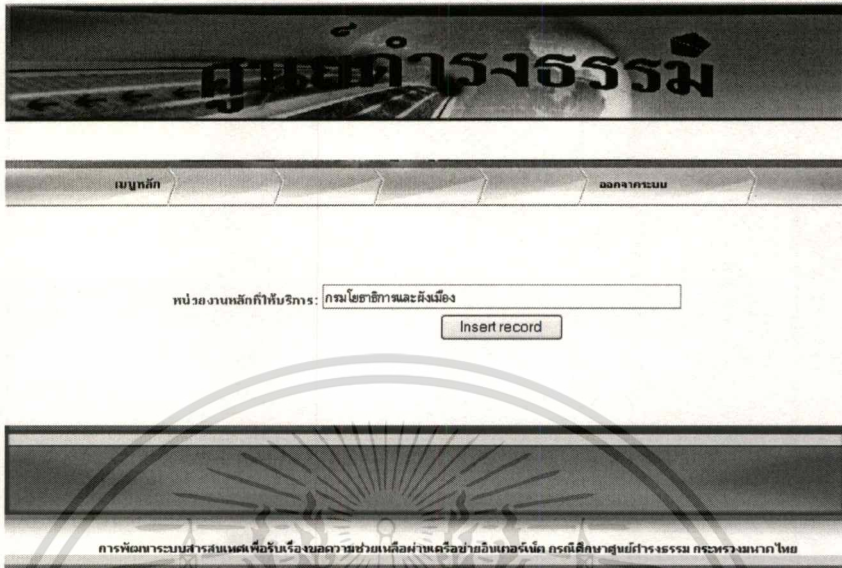 ศูนย์ดำรงธรรม
เมนูหลัก ออกจากระบบ
หน่วยงานหลักที่ให้บริการ: กรมโยธาธิการและผังเมือง
Insert record
การพัฒนาระบบสารสนเทศเพื่อรับเรื่องขอความช่วยเหลือผ่านเครือข่ายอินเทอร์เน็ต กรณีศึกษาศูนย์ดำรงธรรม กระทรวงมหาดไทย